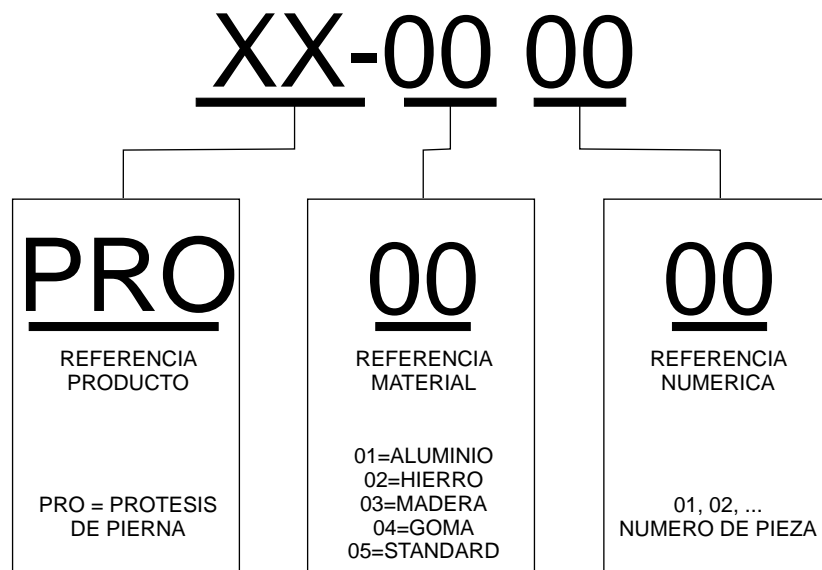 XX-00 00
PRO
REFERENCIA
PRODUCTO
PRO = PROTESIS
DE PIERNA
00
REFERENCIA
MATERIAL
01=ALUMINIO
02=HIERRO
03=MADERA
04=GOMA
05=STANDARD
00
REFERENCIA
NUMERICA
01, 02, ...
NUMERO DE PIEZA